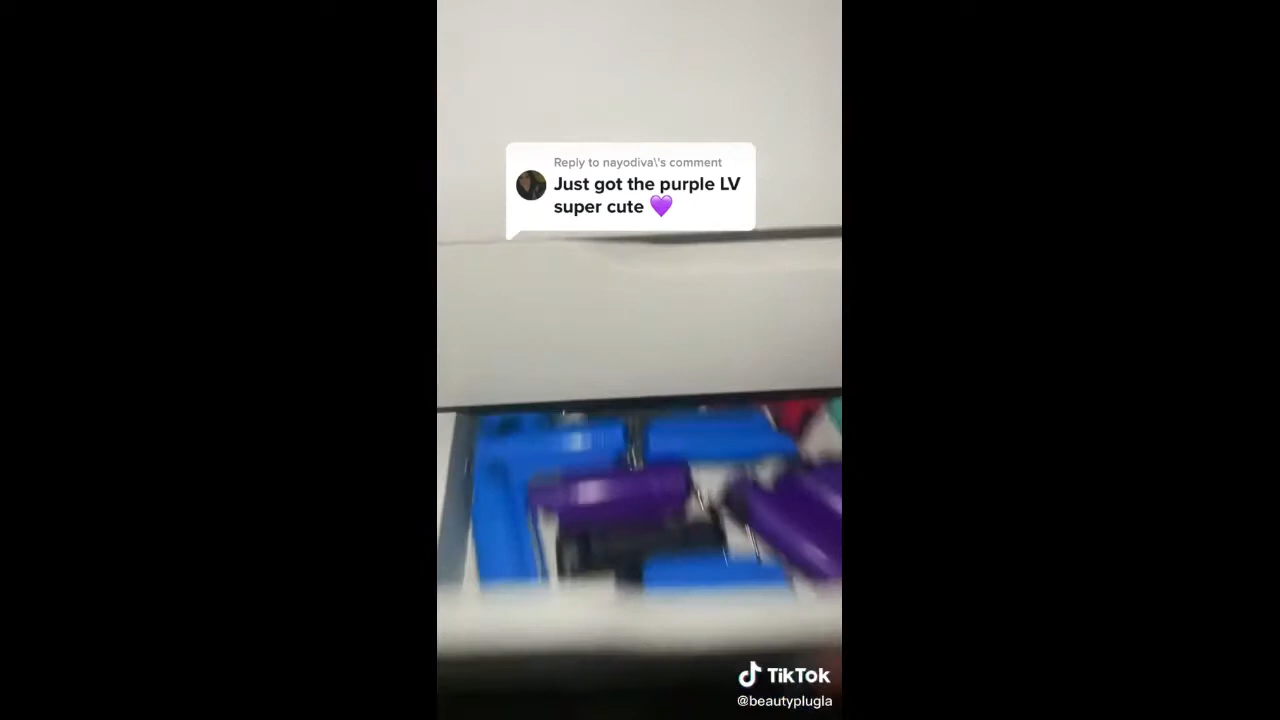 Reply to nayodiva\'s comment
Just got the purple LV
super cute 💜
TikTok
@beautyplugla